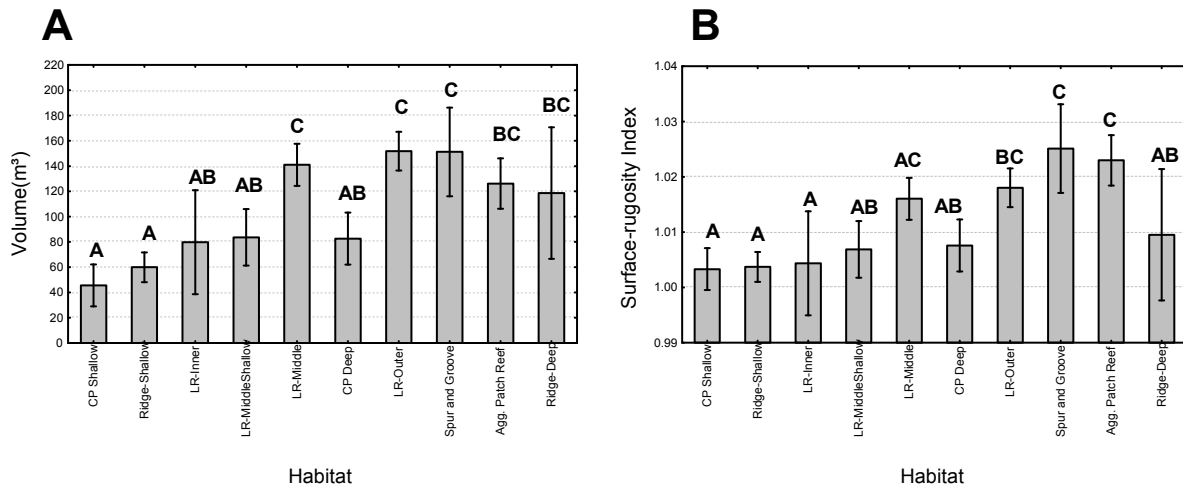 A
B
220
200
180
160
140
120
100
80
60
40
20
0
Volume(m³)
A
A
AB
AB
C
AB
C
C
BC
BC
CP Shallow
Ridge-Shallow
LR-Inner
LR-MiddleShallow
LR-Middle
CP Deep
LR-Outer
Spur and Groove
Agg. Patch Reef
Ridge-Deep
Habitat
1.04
1.03
1.02
1.01
1.00
0.99
Surface-rugosity Index
A
A
A
AB
AC
AB
BC
C
C
AB
CP Shallow
Ridge-Shallow
LR-Inner
LR-MiddleShallow
LR-Middle
CP Deep
LR-Outer
Spur and Groove
Agg. Patch Reef
Ridge-Deep
Habitat